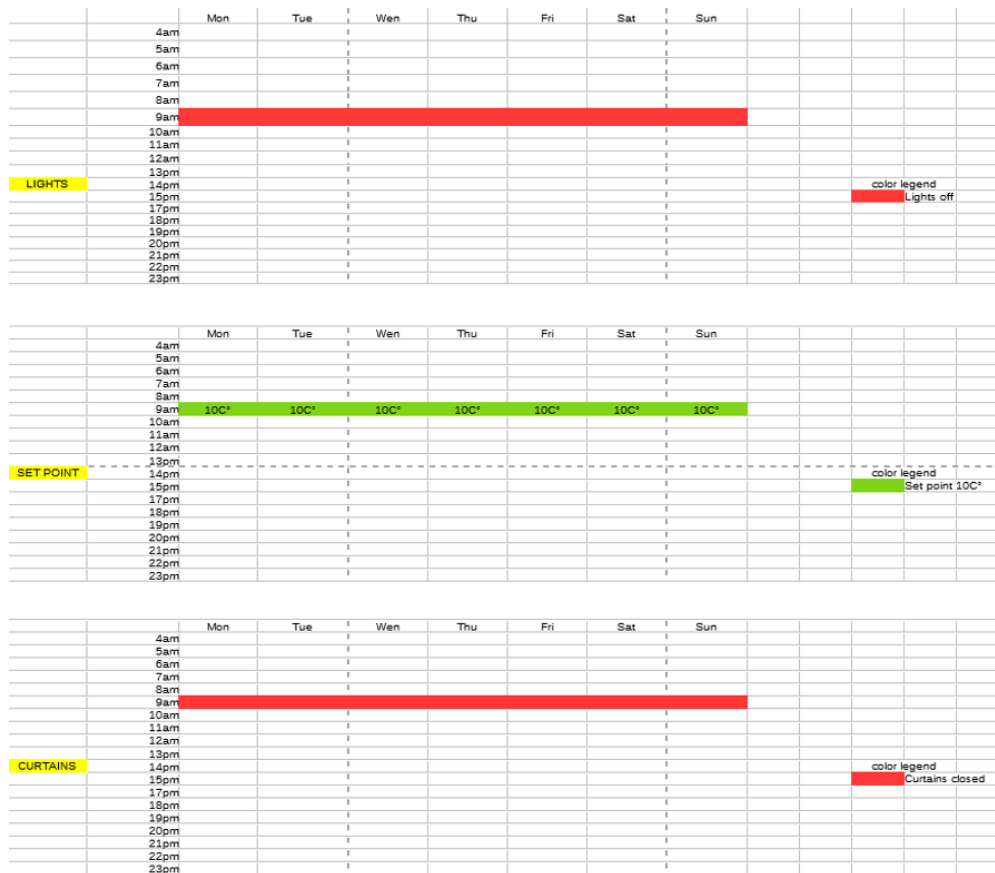 Mon Tue Wen Thu Fri Sat Sun
4am
5am
6am
7am
8am
9am
10am
11am
12am
13pm
LIGHTS 14pm color legend
15pm Lights off
17pm
18pm
19pm
20pm
21pm
22pm
23pm
Mon Tue Wen Thu Fri Sat Sun
4am
5am
6am
7am
8am
9am 10C° 10C° 10C° 10C° 10C° 10C° 10C°
10am
11am
12am
13pm
SET POINT 14pm color legend
15pm Set point 10C°
17pm
18pm
19pm
20pm
21pm
22pm
23pm
Mon Tue Wen Thu Fri Sat Sun
4am
5am
6am
7am
8am
9am
10am
11am
12am
13pm
CURTAINS 14pm color legend
15pm Curtains closed
17pm
18pm
19pm
20pm
21pm
22pm
23pm